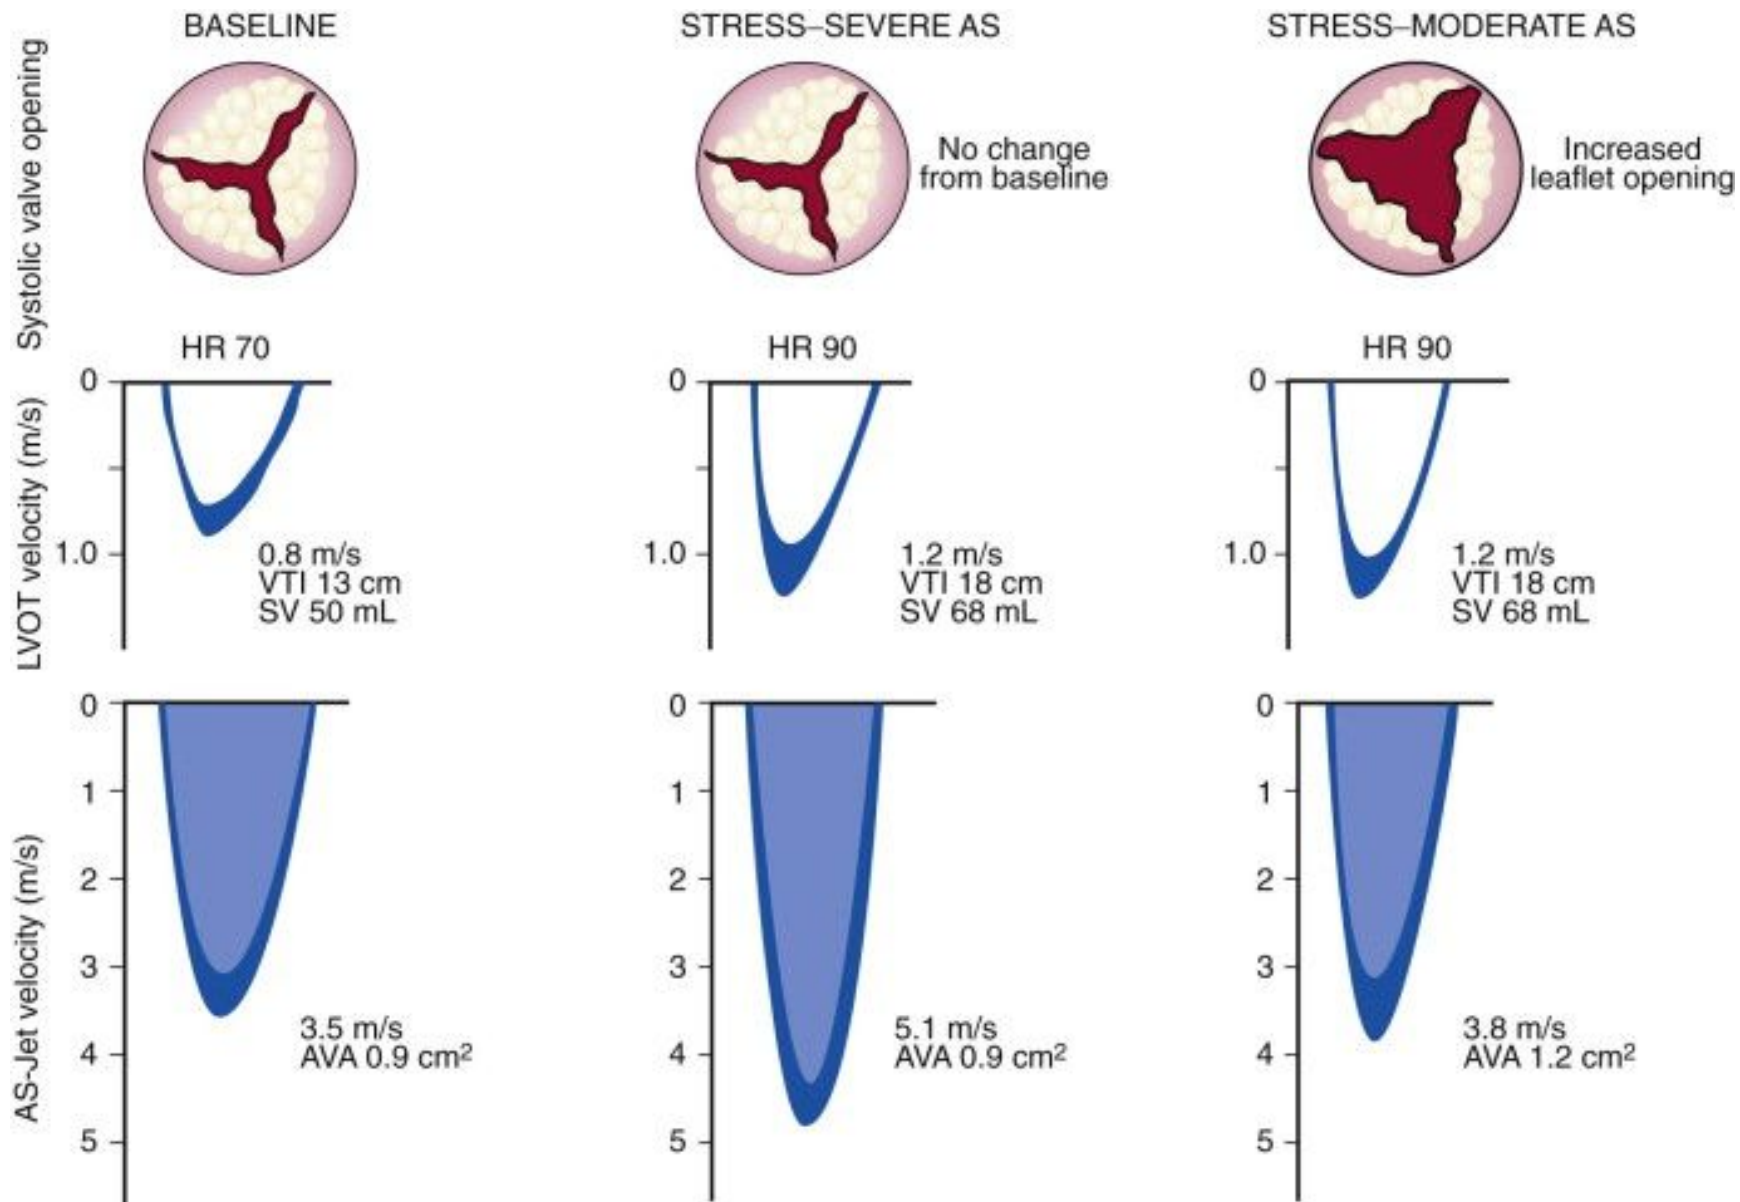 BASELINE
STRESS–SEVERE AS
STRESS–MODERATE AS
Systolic valve opening
No change
from baseline
Increased
leaflet opening
HR 70
HR 90
HR 90
LVOT velocity (m/s)
0
1.0
0.8 m/s
VTI 13 cm
SV 50 mL
0
1.0
1.2 m/s
VTI 18 cm
SV 68 mL
0
1.0
1.2 m/s
VTI 18 cm
SV 68 mL
AS-Jet velocity (m/s)
0
1
2
3
4
5
3.5 m/s
AVA 0.9 cm²
0
1
2
3
4
5
5.1 m/s
AVA 0.9 cm²
0
1
2
3
4
5
3.8 m/s
AVA 1.2 cm²